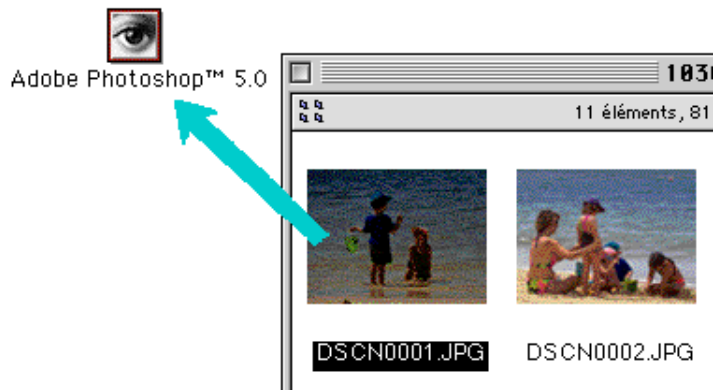 Adobe Photoshop™ 5.0
11 éléments, 81
DSCN0001.JPG
DSCN0002.JPG